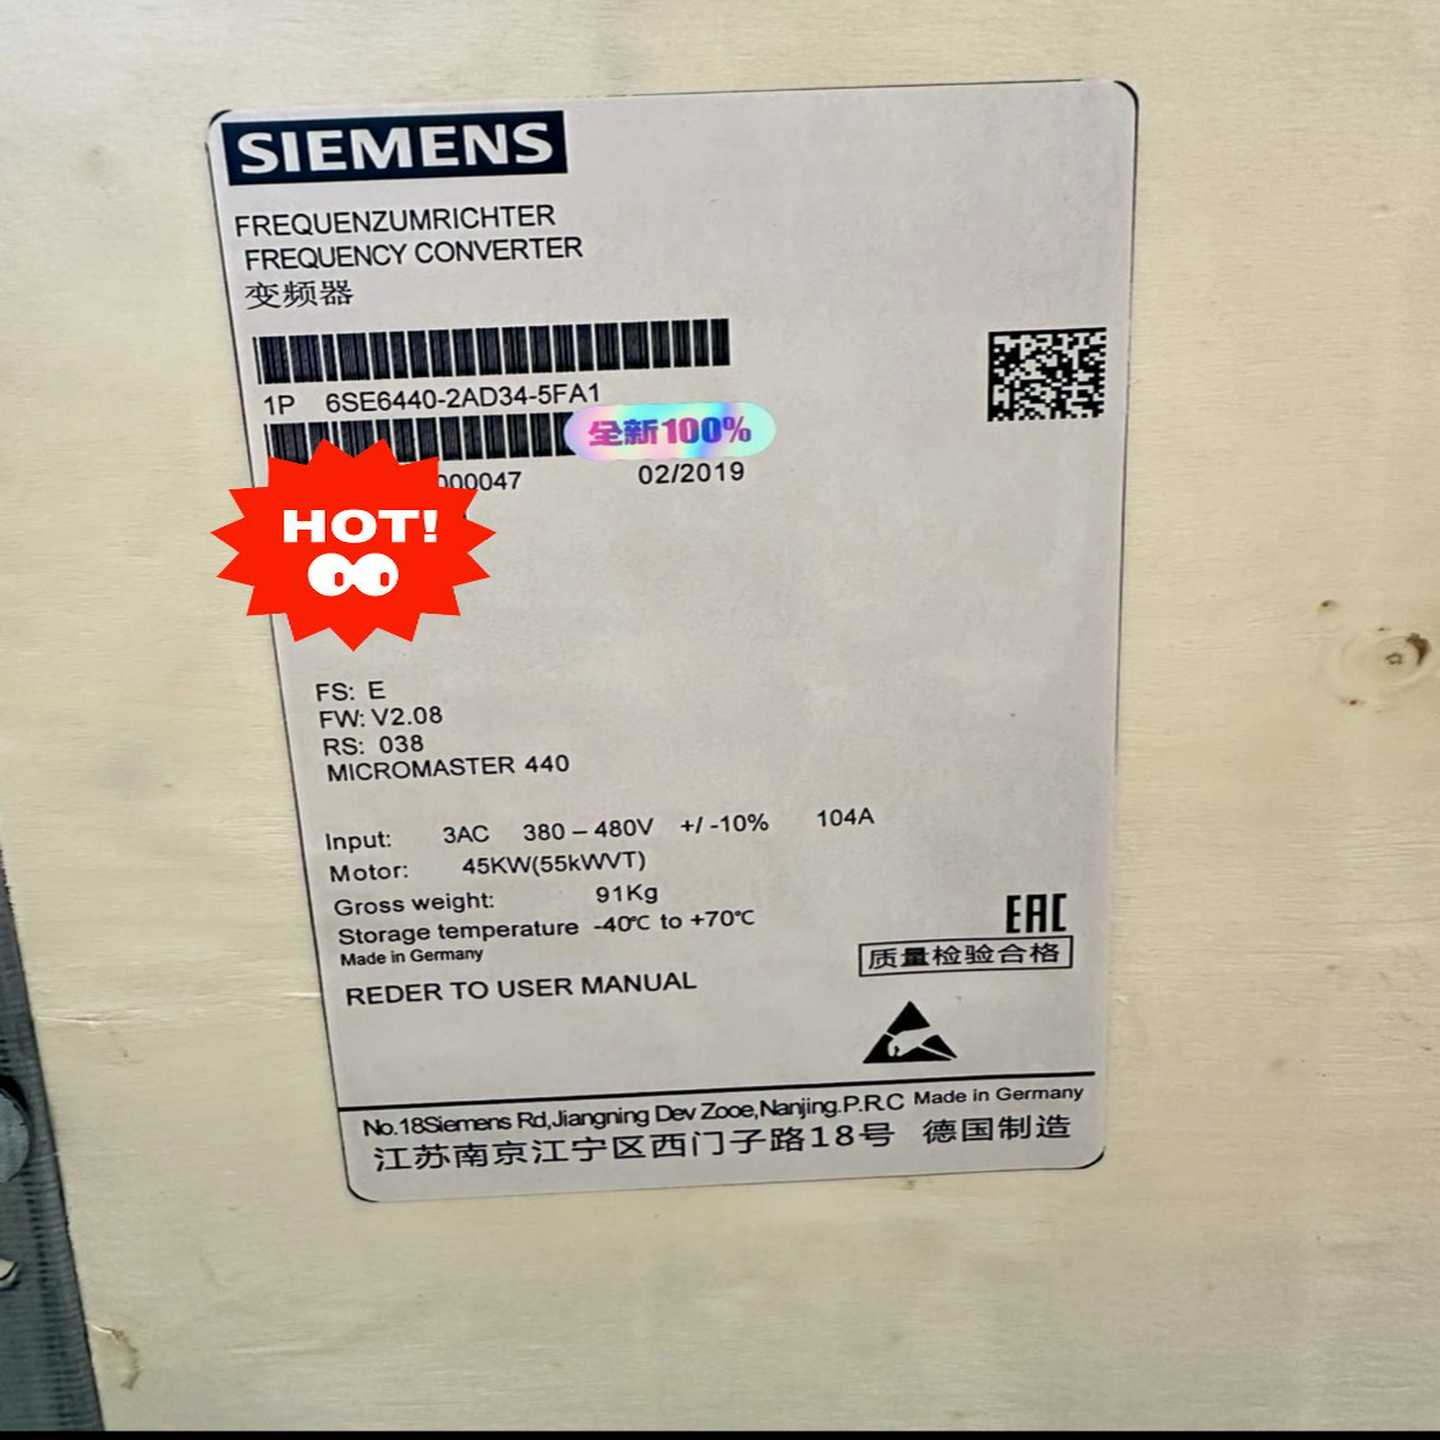 SIEMENS
FREQUENZUMRICHTER
FREQUENCY CONVERTER
变频器
1P 6SE6440-2AD34-5FA1
全新100%
000047 02/2019
HOT!
FS: E
FW: V2.08
RS: 038
MICROMASTER 440
Input: 3AC 380 – 480V +/ -10% 104A
Motor: 45KW(55kWVT)
Gross weight: 91Kg
Storage temperature -40℃ to +70℃
Made in Germany
REDER TO USER MANUAL
EAC
质量检验合格
No.18Siemens Rd,Jiangning Dev Zooe,Nanjing.P.R.C Made in Germany
江苏南京江宁区西门子路18号 德国制造